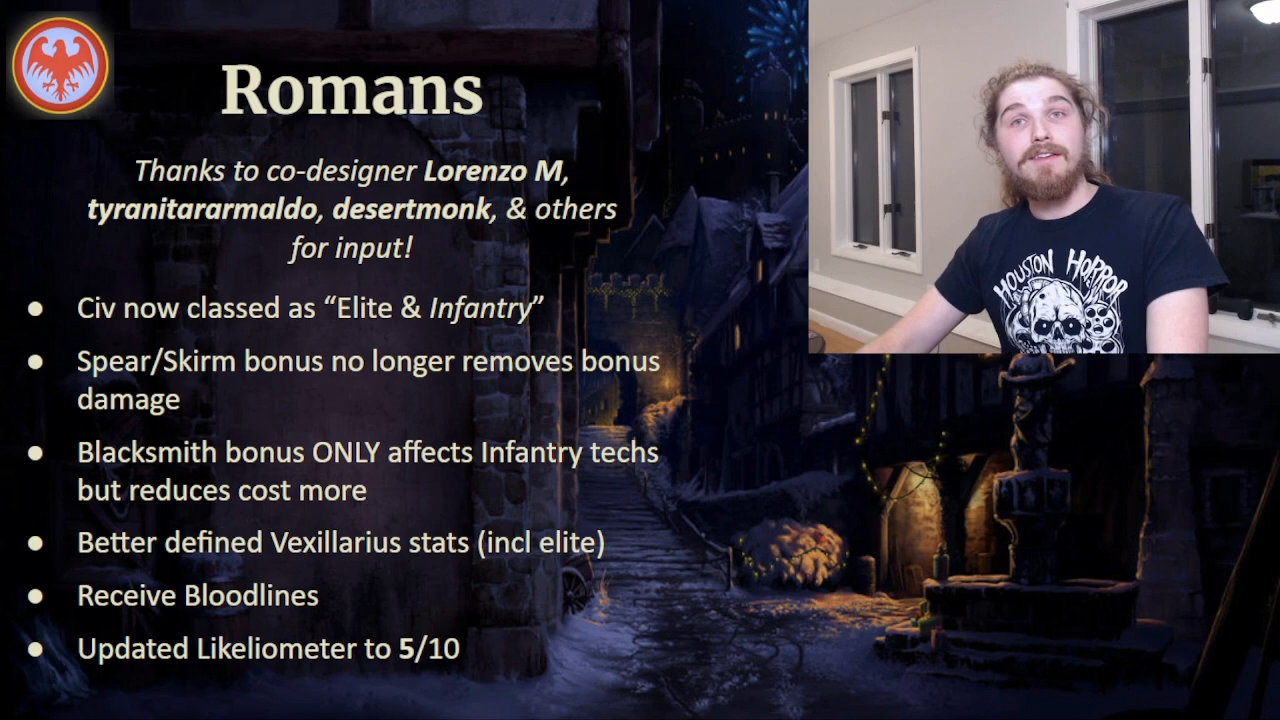 Romans
Thanks to co-designer Lorenzo M,
tyranitararmaldo, desertmonk, & others
for input!
● Civ now classed as “Elite & Infantry”
● Spear/Skirm bonus no longer removes bonus
damage
● Blacksmith bonus ONLY affects Infantry techs
but reduces cost more
● Better defined Vexillarius stats (incl elite)
● Receive Bloodlines
● Updated Likeliometer to 5/10
HOUSTON HORROR